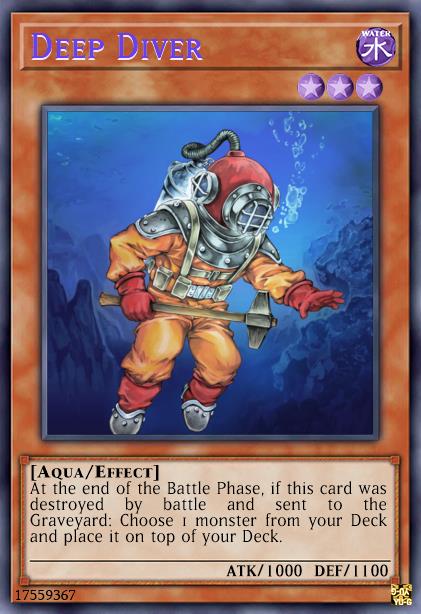 Deep Diver
WATER
水
[Aqua/Effect]
At the end of the Battle Phase, if this card was
destroyed by battle and sent to the
Graveyard: Choose 1 monster from your Deck
and place it on top of your Deck.
ATK/1000 DEF/1100
17559367